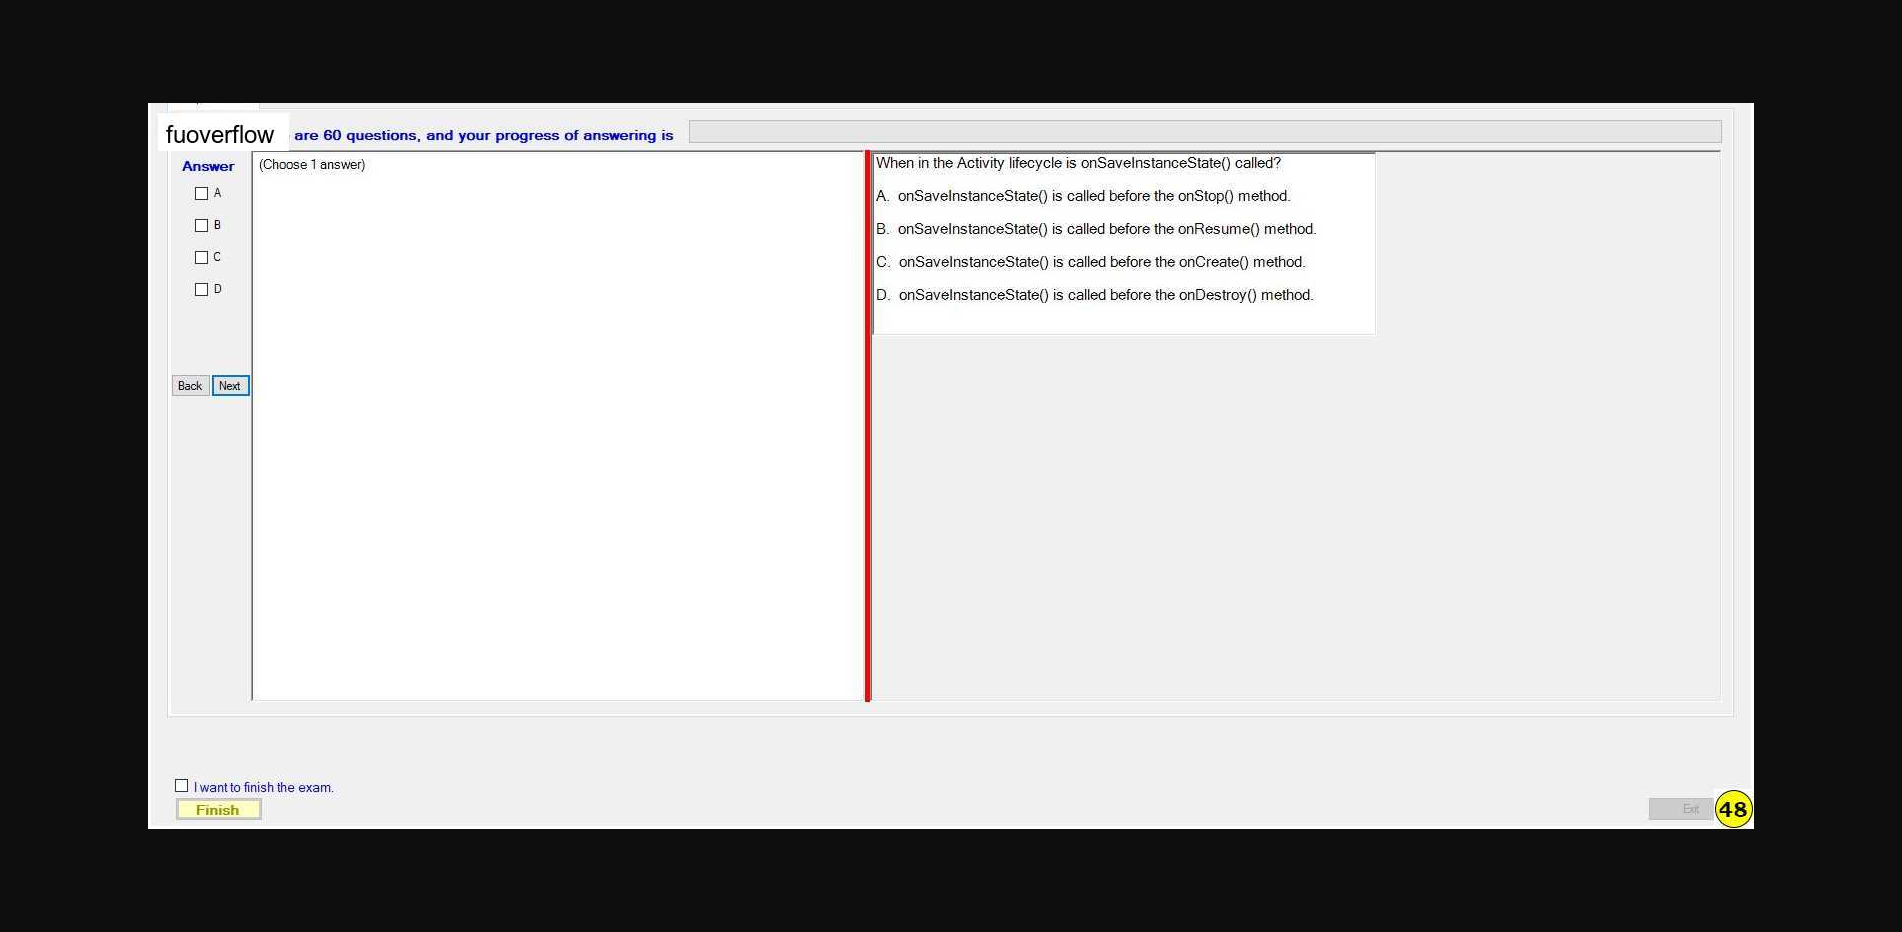 fuoverflow are 60 questions, and your progress of answering is
Answer
(Choose 1 answer)
A
B
C
D
Back Next
When in the Activity lifecycle is onSaveInstanceState() called?
A. onSaveInstanceState() is called before the onStop() method.
B. onSaveInstanceState() is called before the onResume() method.
C. onSaveInstanceState() is called before the onCreate() method.
D. onSaveInstanceState() is called before the onDestroy() method.
I want to finish the exam.
Finish
Exit
48